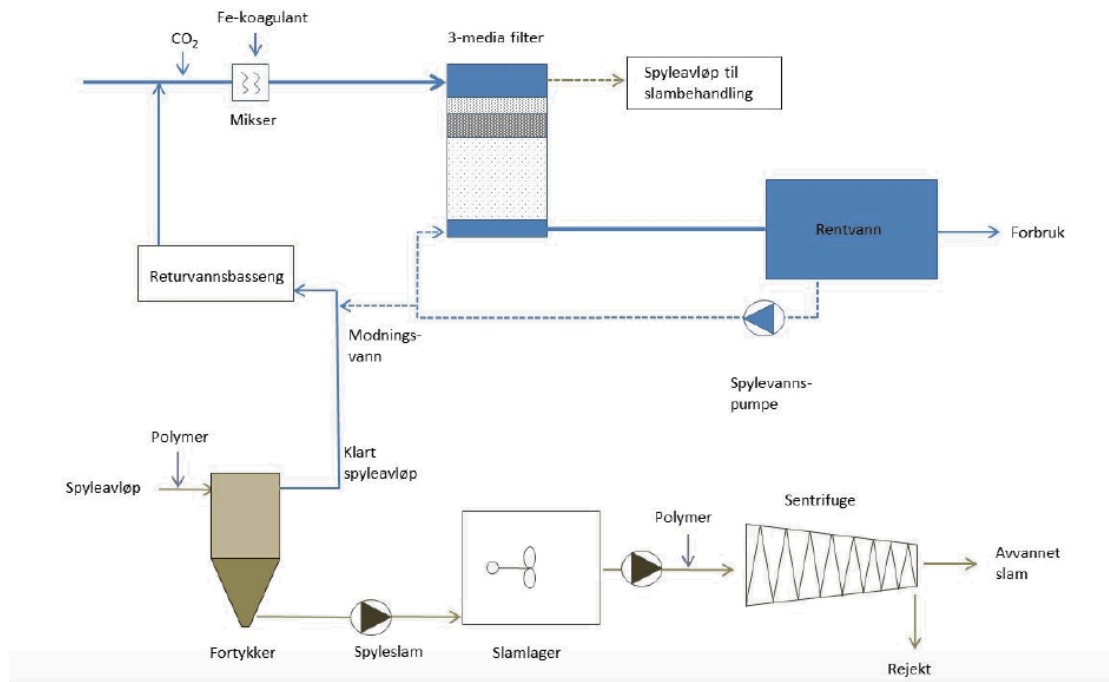 Fe-koagulant
CO2
3-media filter
Mikser
Spyleavløp til
slambehandling
Rentvann
Forbruk
Returvannsbasseng
Modnings-
vann
Spylevanns-
pumpe
Polymer
Klart
spyleavløp
Spyleavløp
Sentrifuge
Polymer
Avvannet
slam
Fortykker
Spyleslam
Slamlager
Rejekt